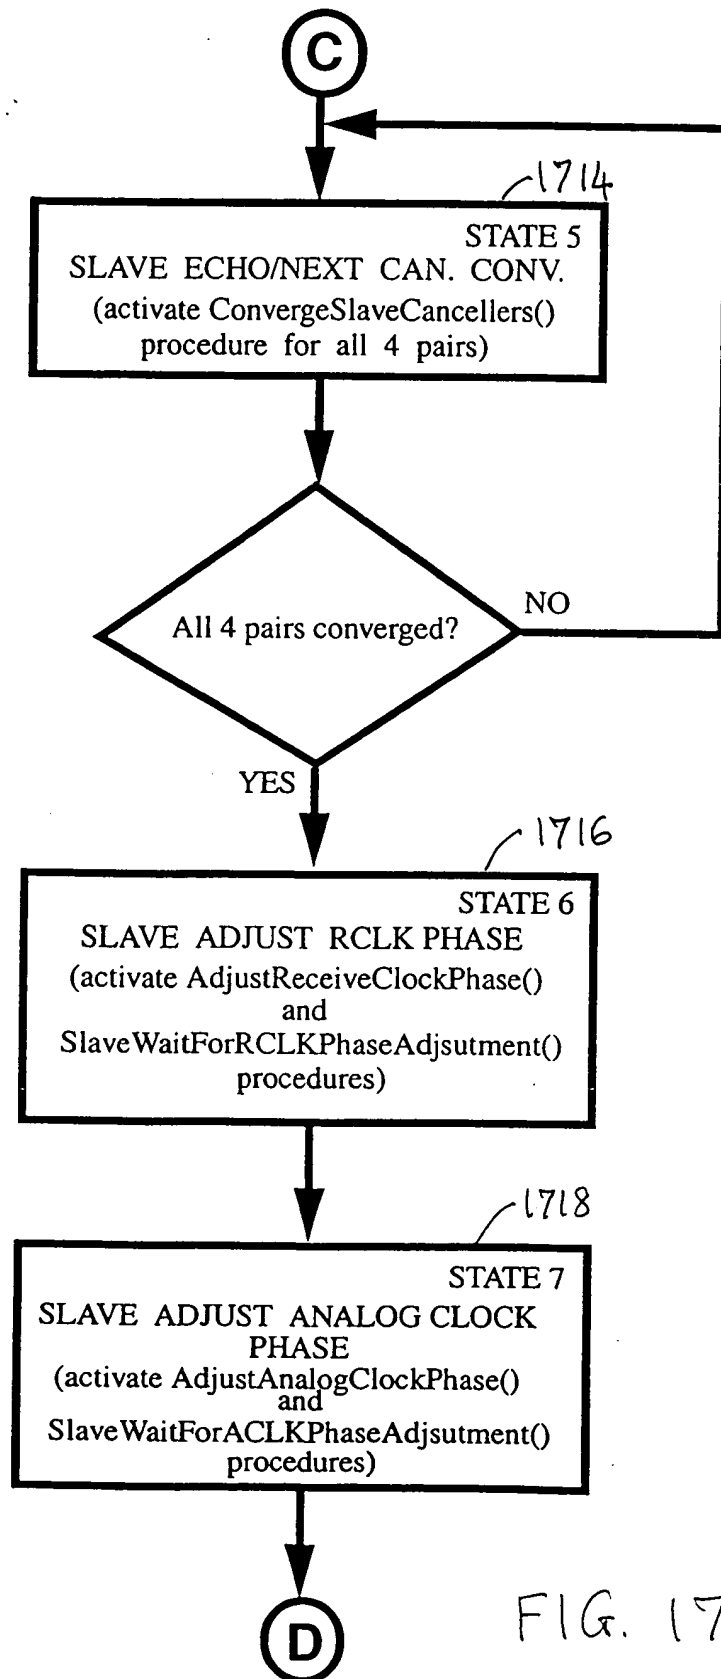 C
1714
STATE 5
SLAVE ECHO/NEXT CAN. CONV.
(activate ConvergeSlaveCancellers()
procedure for all 4 pairs)
All 4 pairs converged?
NO
YES
1716
STATE 6
SLAVE ADJUST RCLK PHASE
(activate AdjustReceiveClockPhase()
and
SlaveWaitForRCLKPhaseAdjsutment()
procedures)
1718
STATE 7
SLAVE ADJUST ANALOG CLOCK
PHASE
(activate AdjustAnalogClockPhase()
and
SlaveWaitForACLKPhaseAdjsutment()
procedures)
D
FIG. 17